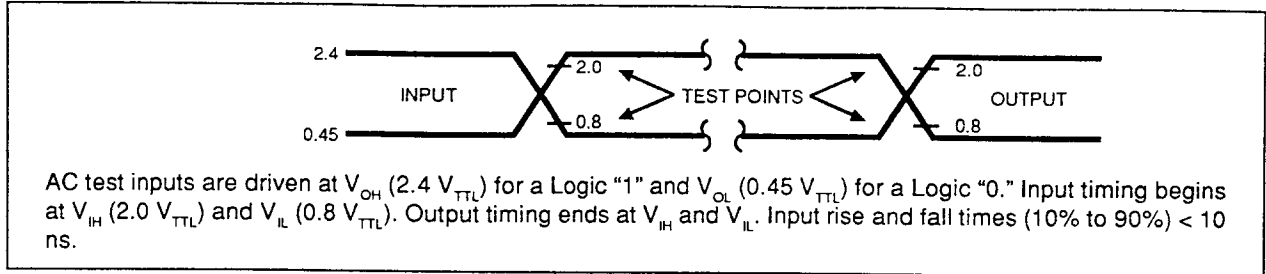 2.4
2.0
2.0
INPUT
TEST POINTS
OUTPUT
0.8
0.8
0.45
AC test inputs are driven at V_OH (2.4 V_TTL) for a Logic “1” and V_OL (0.45 V_TTL) for a Logic “0.” Input timing begins
at V_IH (2.0 V_TTL) and V_IL (0.8 V_TTL). Output timing ends at V_IH and V_IL. Input rise and fall times (10% to 90%) < 10
ns.